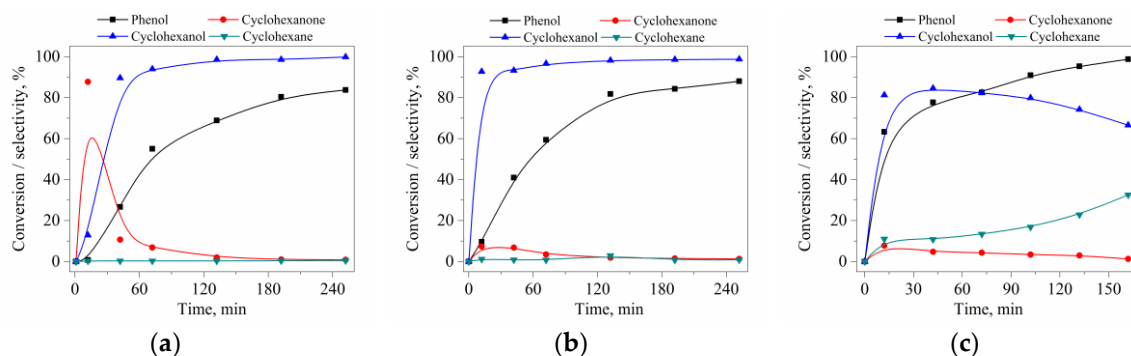 Phenol Cyclohexanone
Cyclohexanol Cyclohexane
Conversion / selectivity, %
100
80
60
40
20
0
0 60 120 180 240
Time, min
(a)
Phenol Cyclohexanone
Cyclohexanol Cyclohexane
Conversion / selectivity, %
100
80
60
40
20
0
0 60 120 180 240
Time, min
(b)
Phenol Cyclohexanone
Cyclohexanol Cyclohexane
Conversion / selectivity, %
100
80
60
40
20
0
0 30 60 90 120 150
Time, min
(c)